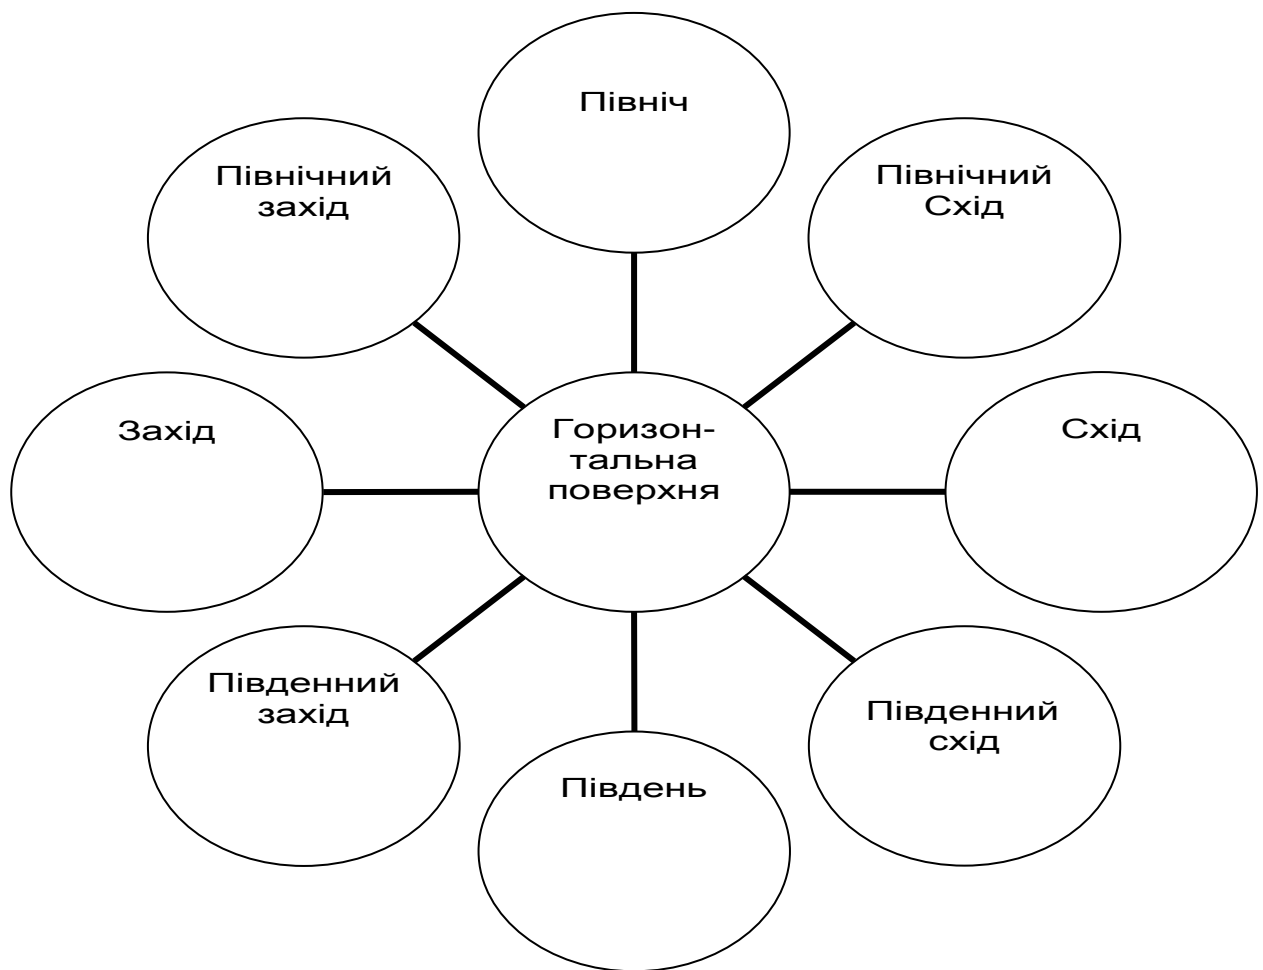 Північ
Північний
захід
Північний
Схід
Захід
Горизон-
тальна
поверхня
Схід
Південний
захід
Південний
схід
Південь